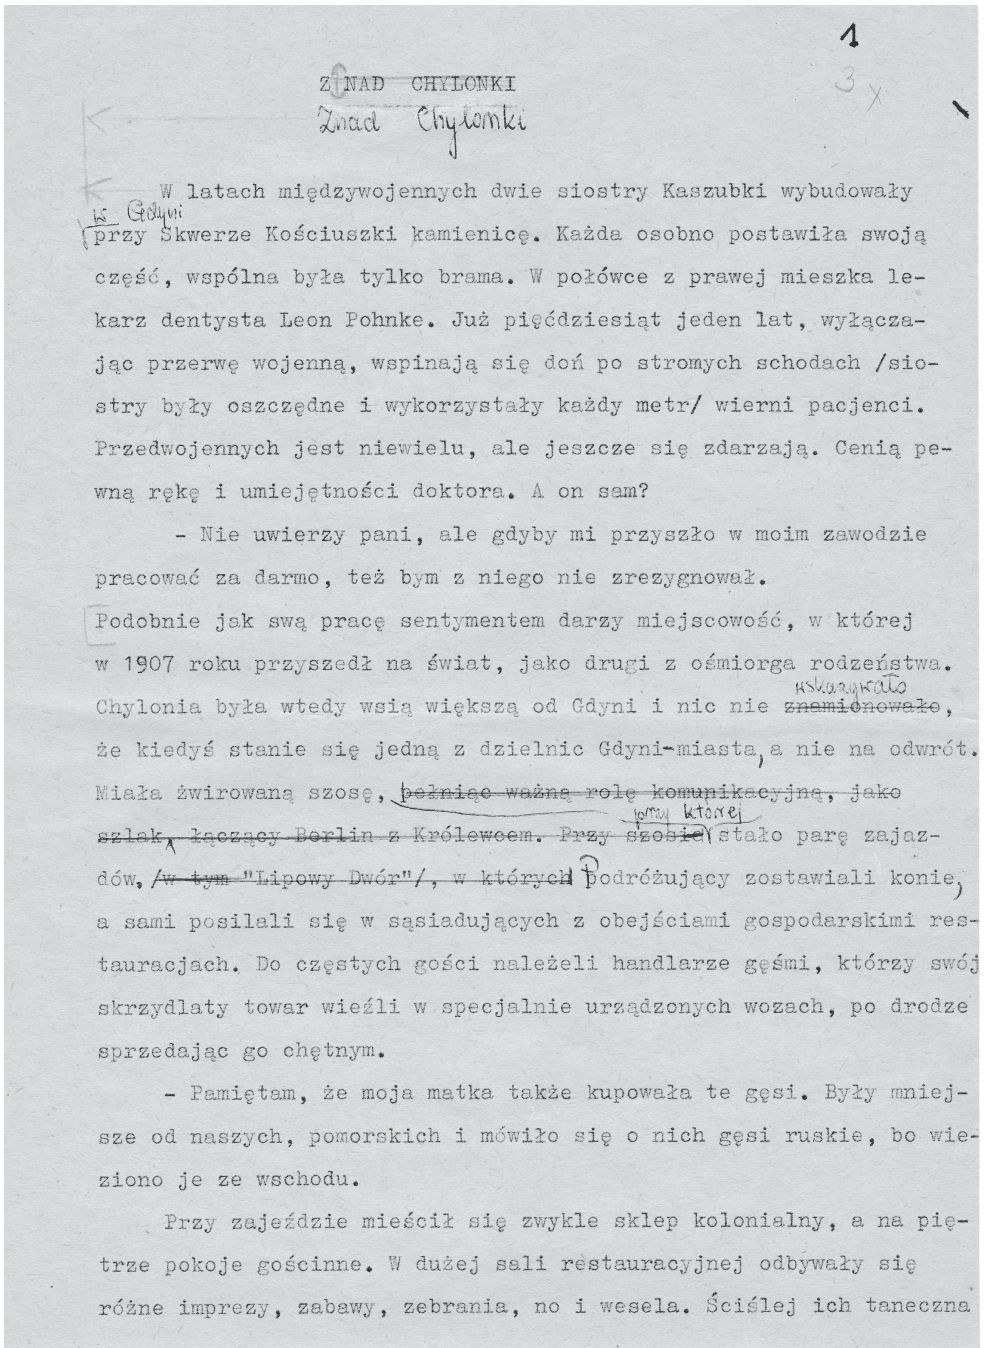 1
3 x
Z NAD CHYLONKI
Znad Chylonki
W latach międzywojennych dwie siostry Kaszubki wybudowały
w Gdyni
przy Skwerze Kościuszki kamienicę. Każda osobno postawiła swoją
część, wspólna była tylko brama. W połówce z prawej mieszka le-
karz dentysta Leon Pohnke. Już pięćdziesiąt jeden lat, wyłącza-
jąc przerwę wojenną, wspinają się doń po stromych schodach /sio-
stry były oszczędne i wykorzystały każdy metr/ wierni pacjenci.
Przedwojennych jest niewielu, ale jeszcze się zdarzają. Cenią pe-
wną rękę i umiejętności doktora. A on sam?
- Nie uwierzy pani, ale gdyby mi przyszło w moim zawodzie
pracować za darmo, też bym z niego nie zrezygnował.
Podobnie jak swą pracę sentymentem darzy miejscowość, w której
w 1907 roku przyszedł na świat, jako drugi z ośmiorga rodzeństwa.
wskazywało
Chylonia była wtedy wsią większą od Gdyni i nic nie znamionowało,
że kiedyś stanie się jedną z dzielnic Gdyni-miasta, a nie na odwrót.
Miała żwirowaną szosę, pełniąc ważną rolę komunikacyjną, jako
przy której
szlak, łączący Berlin z Królewcem. Przy szosie stało parę zajaz-
dów, /w tym "Lipowy Dwór"/, w których Podróżujący zostawiali konie,
a sami posilali się w sąsiadujących z obejściami gospodarskimi res-
tauracjach. Do częstych gości należeli handlarze gęśmi, którzy swój
skrzydlaty towar wieźli w specjalnie urządzonych wozach, po drodze
sprzedając go chętnym.
- Pamiętam, że moja matka także kupowała te gęsi. Były mniej-
sze od naszych, pomorskich i mówiło się o nich gęsi ruskie, bo wie-
ziono je ze wschodu.
Przy zajeździe mieścił się zwykle sklep kolonialny, a na pię-
trze pokoje gościnne. W dużej sali restauracyjnej odbywały się
różne imprezy, zabawy, zebrania, no i wesela. Ściślej ich taneczna